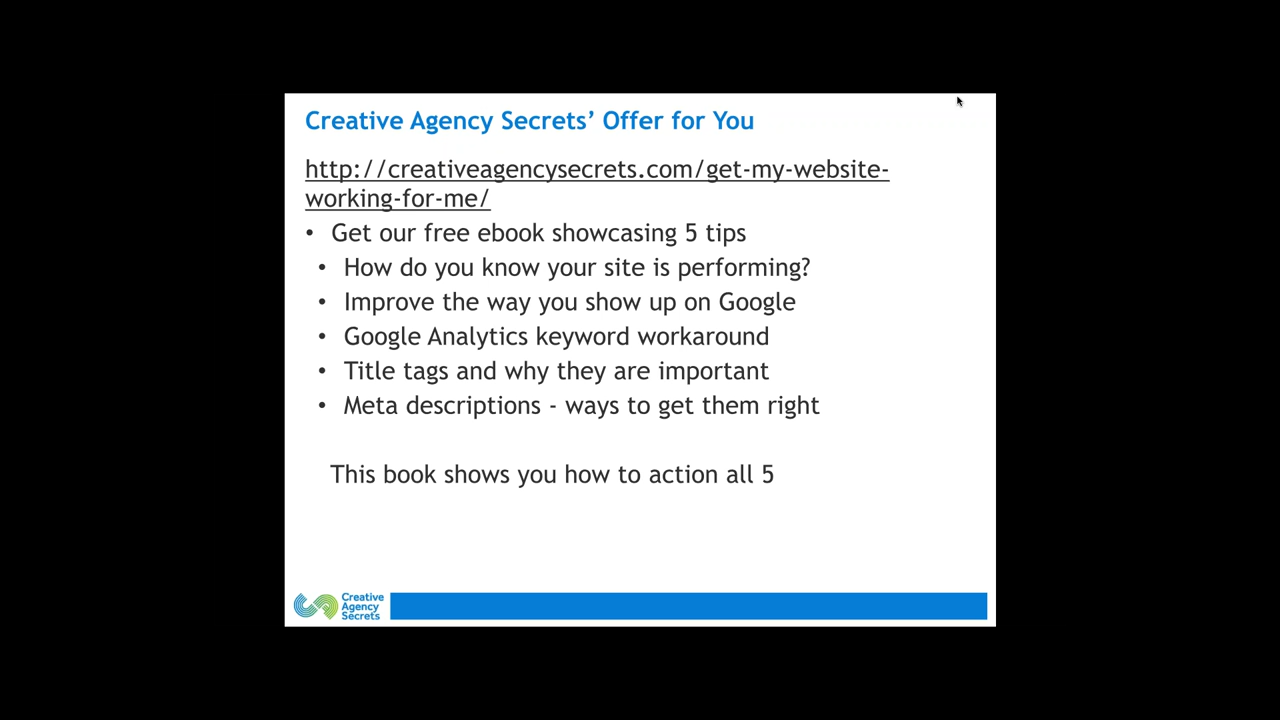 Creative Agency Secrets’ Offer for You
http://creativeagencysecrets.com/get-my-website-
working-for-me/
• Get our free ebook showcasing 5 tips
• How do you know your site is performing?
• Improve the way you show up on Google
• Google Analytics keyword workaround
• Title tags and why they are important
• Meta descriptions - ways to get them right
This book shows you how to action all 5
Creative
Agency
Secrets